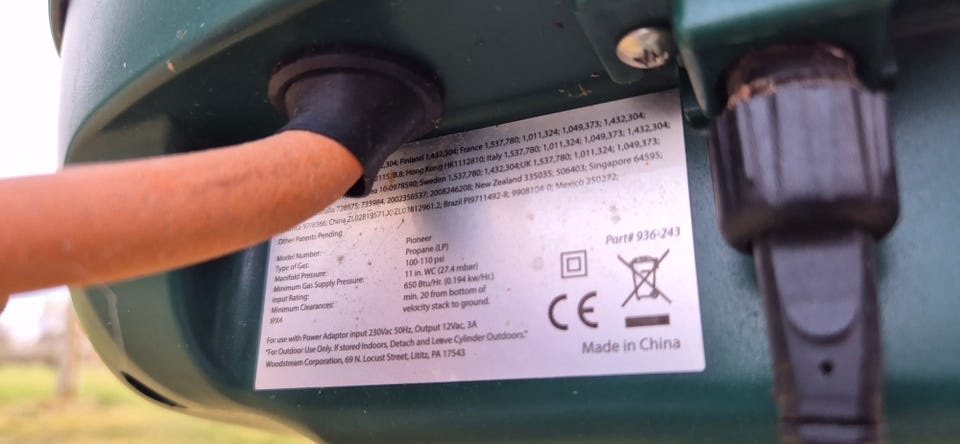 2,304; Finland 1,432,304; France 1,537,780; 1,011,324; 1,049,373; 1,432,304;
2115, B.8; Hong Kong HK1112810; Italy 1,537,780; 1,011,324; 1,049,373; 1,432,304;
10-0978590; Sweden 1,537,780; 1,432,304;UK 1,537,780; 1,011,324; 1,049,373;
728575; 735984, 2002356537; 2008246208; New Zealand 335035; 506403; Singapore 64595;
China ZL02819571.X; ZL03812961.2; Brazil PI9711492-8; 9908104-0; Mexico 250272;
Other Patents Pending
Part# 936-243
Model Number: Pioneer
Type of Gas: Propane (LP)
Manifold Pressure: 100-110 psi
Minimum Gas Supply Pressure: 11 in. WC (27.4 mbar)
Input Rating: 650 Btu/Hr. (0.194 kw/Hr.)
Minimum Clearances: min. 20 from bottom of
IPX4 velocity stack to ground.
CE
For use with Power Adaptor input 230Vac 50Hz, Output 12Vac, 3A
"For Outdoor Use Only. If stored Indoors, Detach and Leave Cylinder Outdoors."
Woodstream Corporation, 69 N. Locust Street, Lititz, PA 17543
Made in China